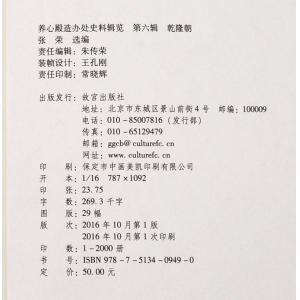 养心殿造办处史料辑览 第六辑 乾隆朝
张 荣 选编
责任编辑：朱传荣
装帧设计：王孔刚
责任印制：常晓辉
出版发行：故宫出版社
地址：北京市东城区景山前街4号 邮编：100009
电话：010-85007816
传真：010-65129479
邮箱：ggcb@culturefc.cn
网址：www.culturefc.cn
印 刷：保定市中画美凯印刷有限公司
开 本：1/16 787×1092
印 张：23.75
字 数：269.3千字
图 版：29幅
版 次：2016年10月第1版
2016年10月第1次印刷
印 数：1-2000册
书 号：ISBN 978-7-5134-0949-0
定 价：50.00元